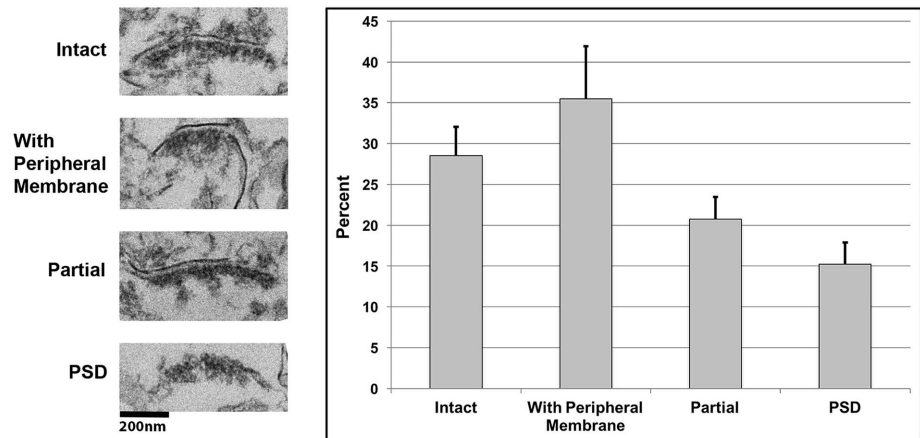 Intact
With
Peripheral
Membrane
Partial
PSD
200nm
Percent
45
40
35
30
25
20
15
10
5
0
Intact
With Peripheral
Membrane
Partial
PSD